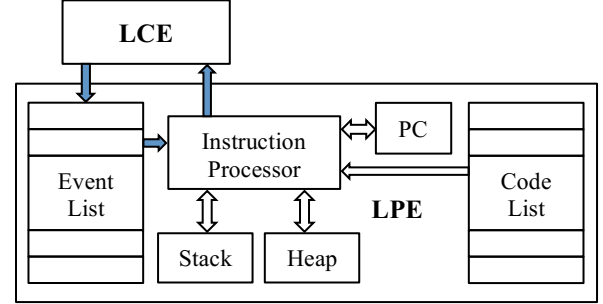 LCE
Instruction
Processor
PC
Event
List
Code
List
LPE
Stack
Heap